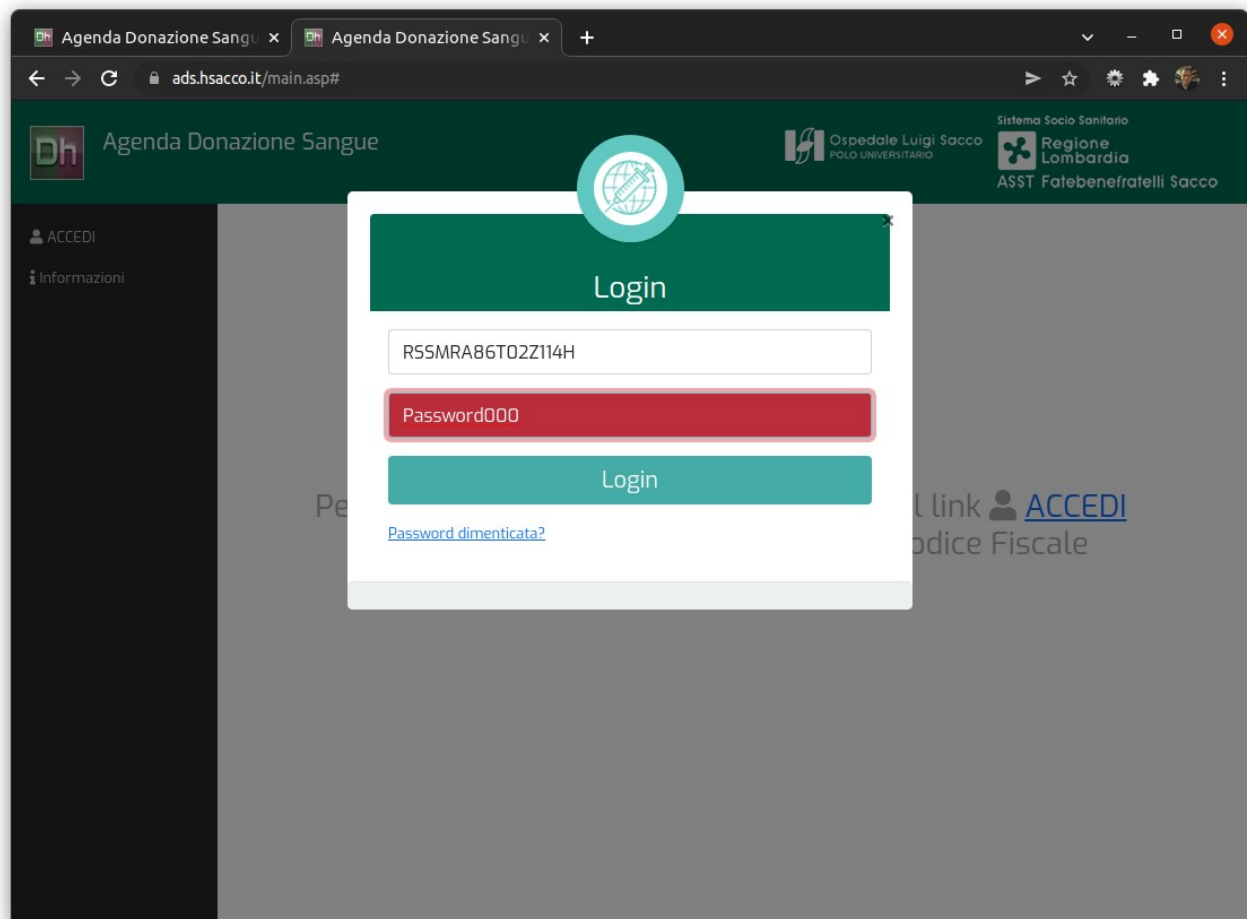 Agenda Donazione Sangu
Agenda Donazione Sangu
ads.hsacco.it/main.asp#
Dh
Agenda Donazione Sangue
Ospedale Luigi Sacco
POLO UNIVERSITARIO
Sistema Socio Sanitario
Regione
Lombardia
ASST Fatebenefratelli Sacco
ACCEDI
Informazioni
Login
RSSMRA86T02Z114H
Password000
Login
Password dimenticata?
Pe
l link ACCEDI
odice Fiscale